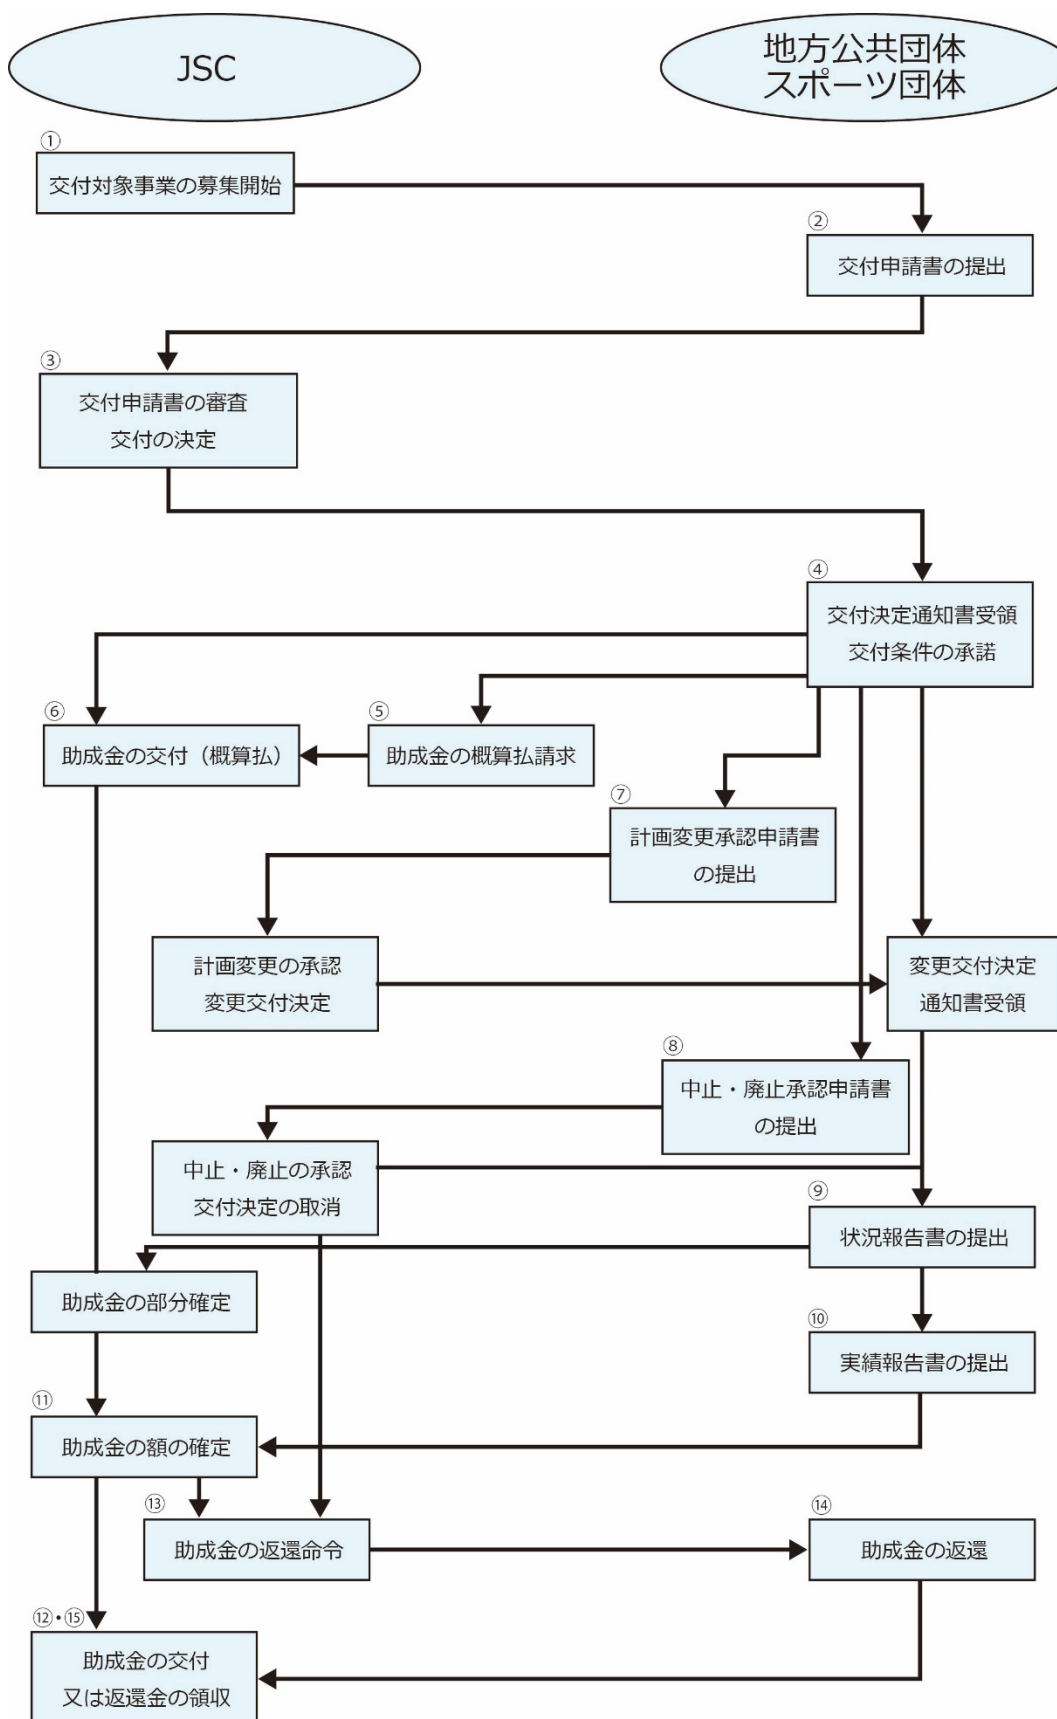 JSC
地方公共団体
スポーツ団体
①
交付対象事業の募集開始
②
交付申請書の提出
③
交付申請書の審査
交付の決定
④
交付決定通知書受領
交付条件の承諾
⑥
助成金の交付（概算払）
⑤
助成金の概算払請求
⑦
計画変更承認申請書
の提出
計画変更の承認
変更交付決定
変更交付決定
通知書受領
⑧
中止・廃止承認申請書
の提出
中止・廃止の承認
交付決定の取消
⑨
状況報告書の提出
助成金の部分確定
⑩
実績報告書の提出
⑪
助成金の額の確定
⑬
助成金の返還命令
⑭
助成金の返還
⑫・⑮
助成金の交付
又は返還金の領収